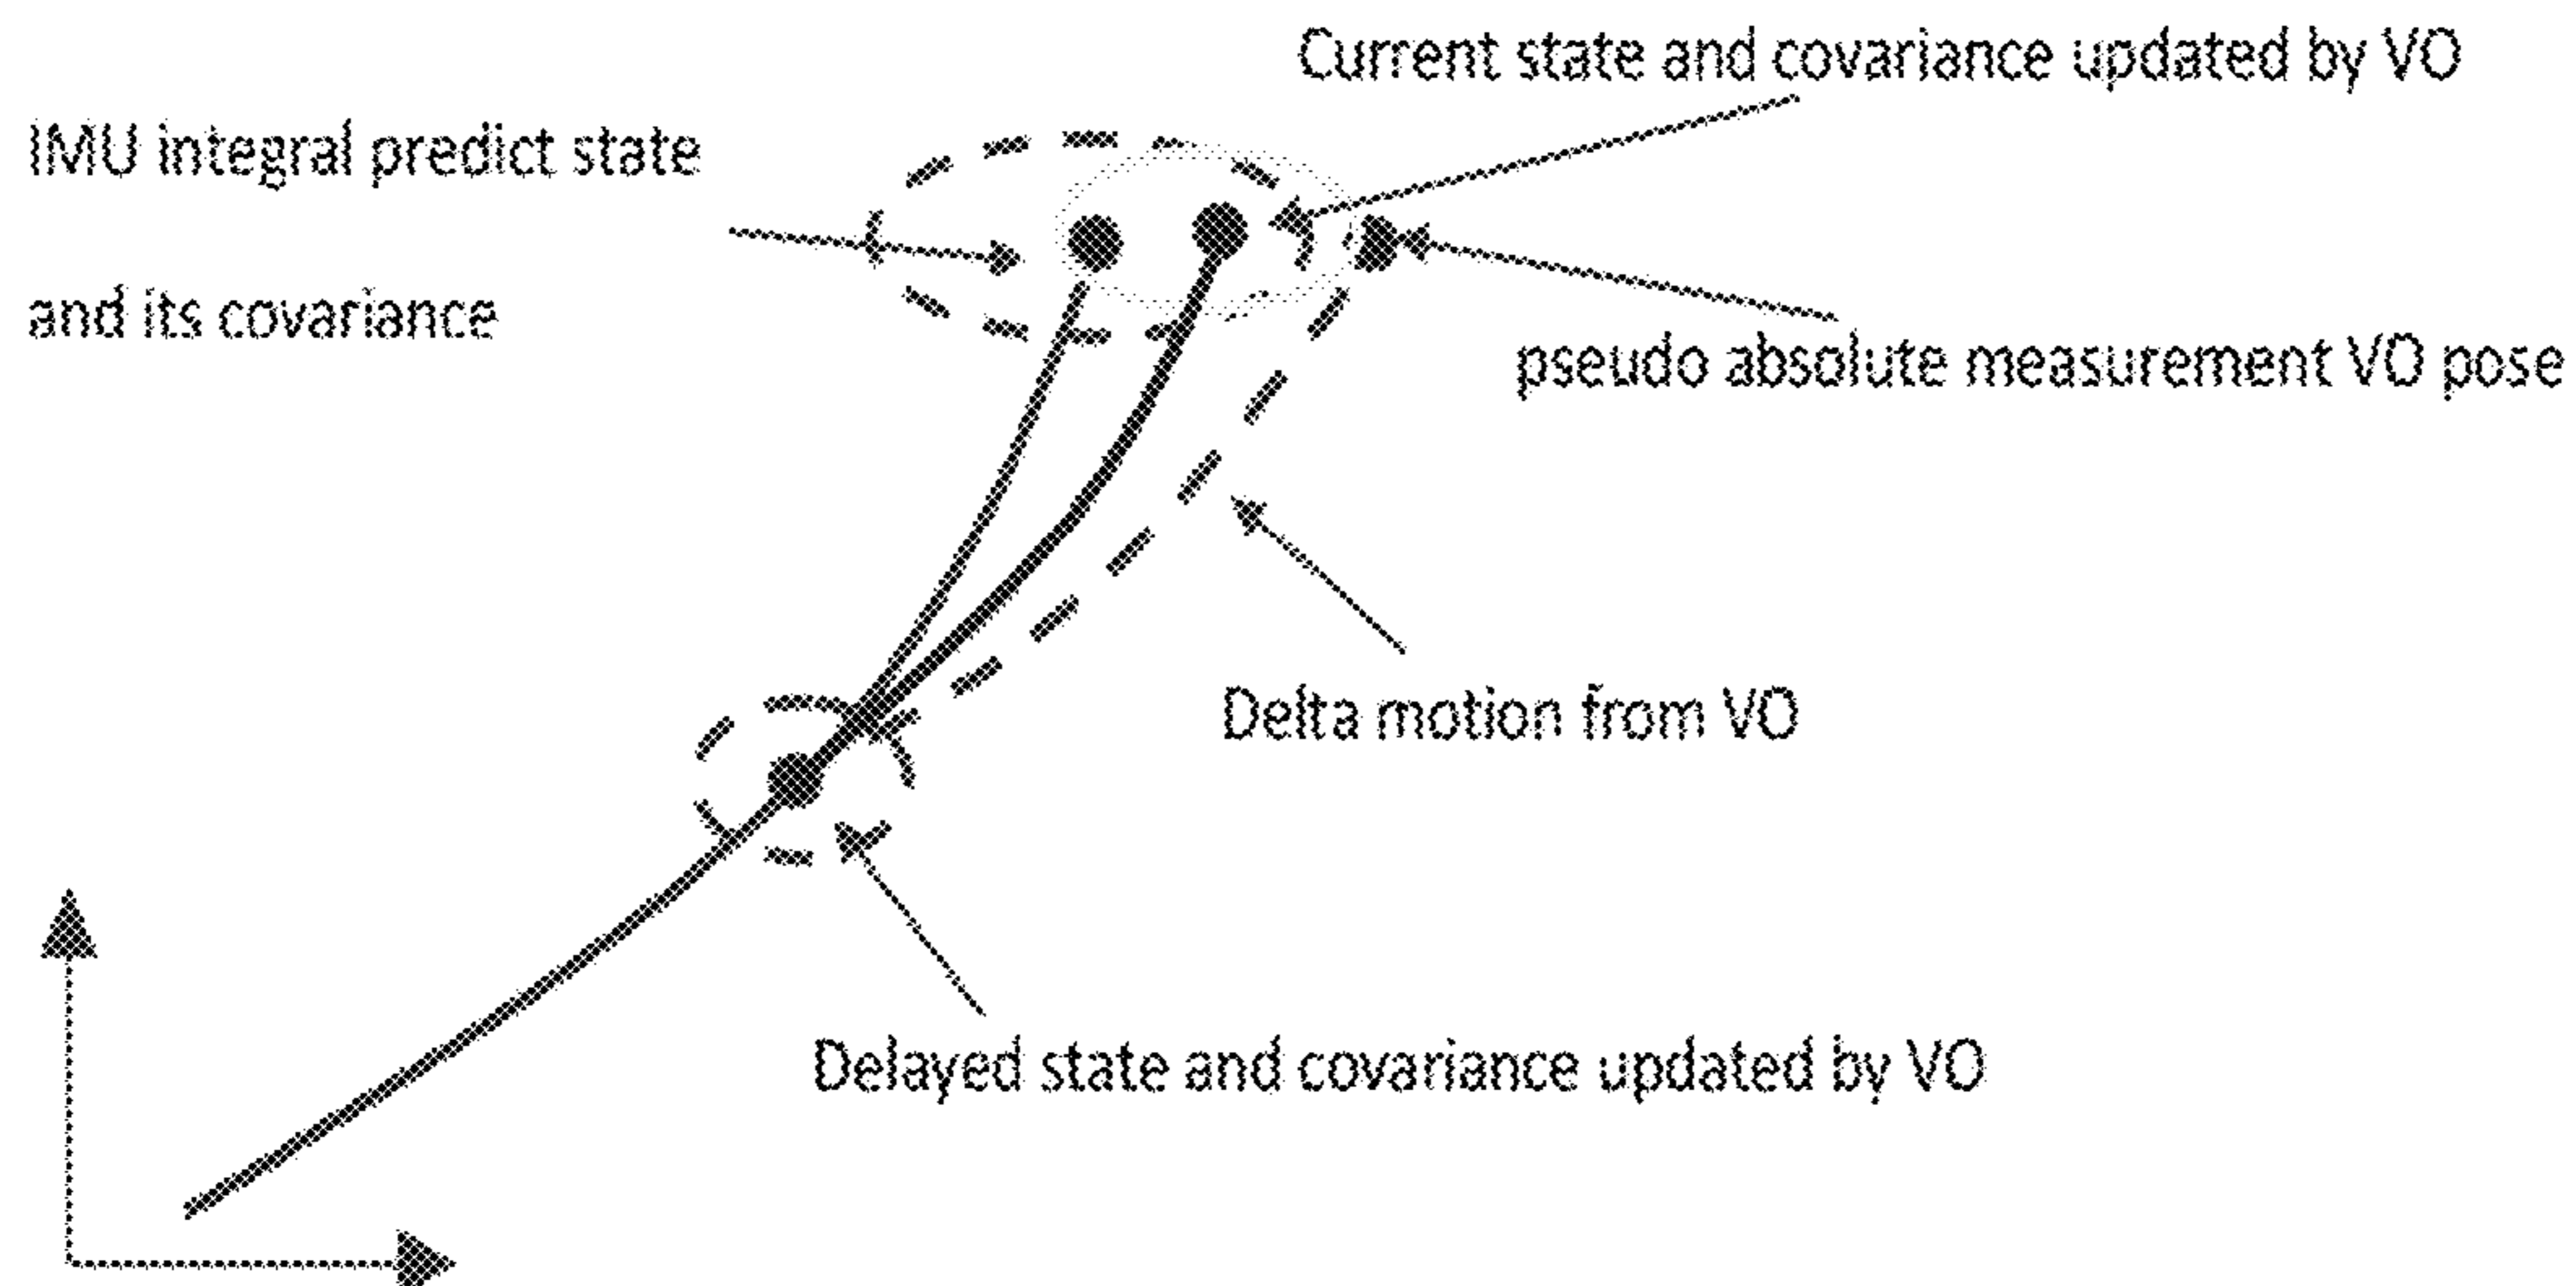 Current state and covariance updated by VO
IMU integral predict state
and its covariance
pseudo absolute measurement VO pose
Delta motion from VO
Delayed state and covariance updated by VO